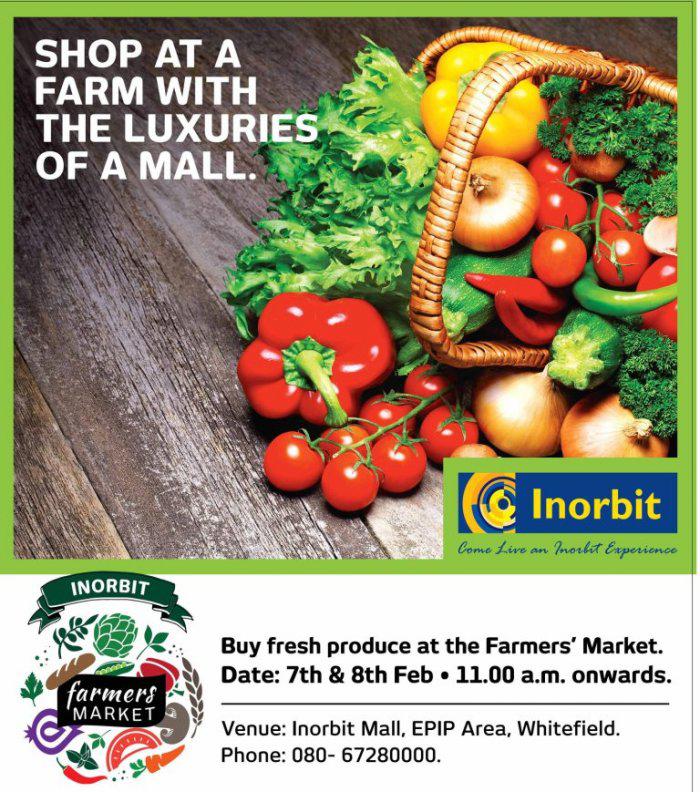 SHOP AT A
FARM WITH
THE LUXURIES
OF A MALL.
Inorbit
Come Live an Inorbit Experience
INORBIT
farmers
MARKET
Buy fresh produce at the Farmers' Market.
Date: 7th & 8th Feb • 11.00 a.m. onwards.
Venue: Inorbit Mall, EPIP Area, Whitefield.
Phone: 080- 67280000.